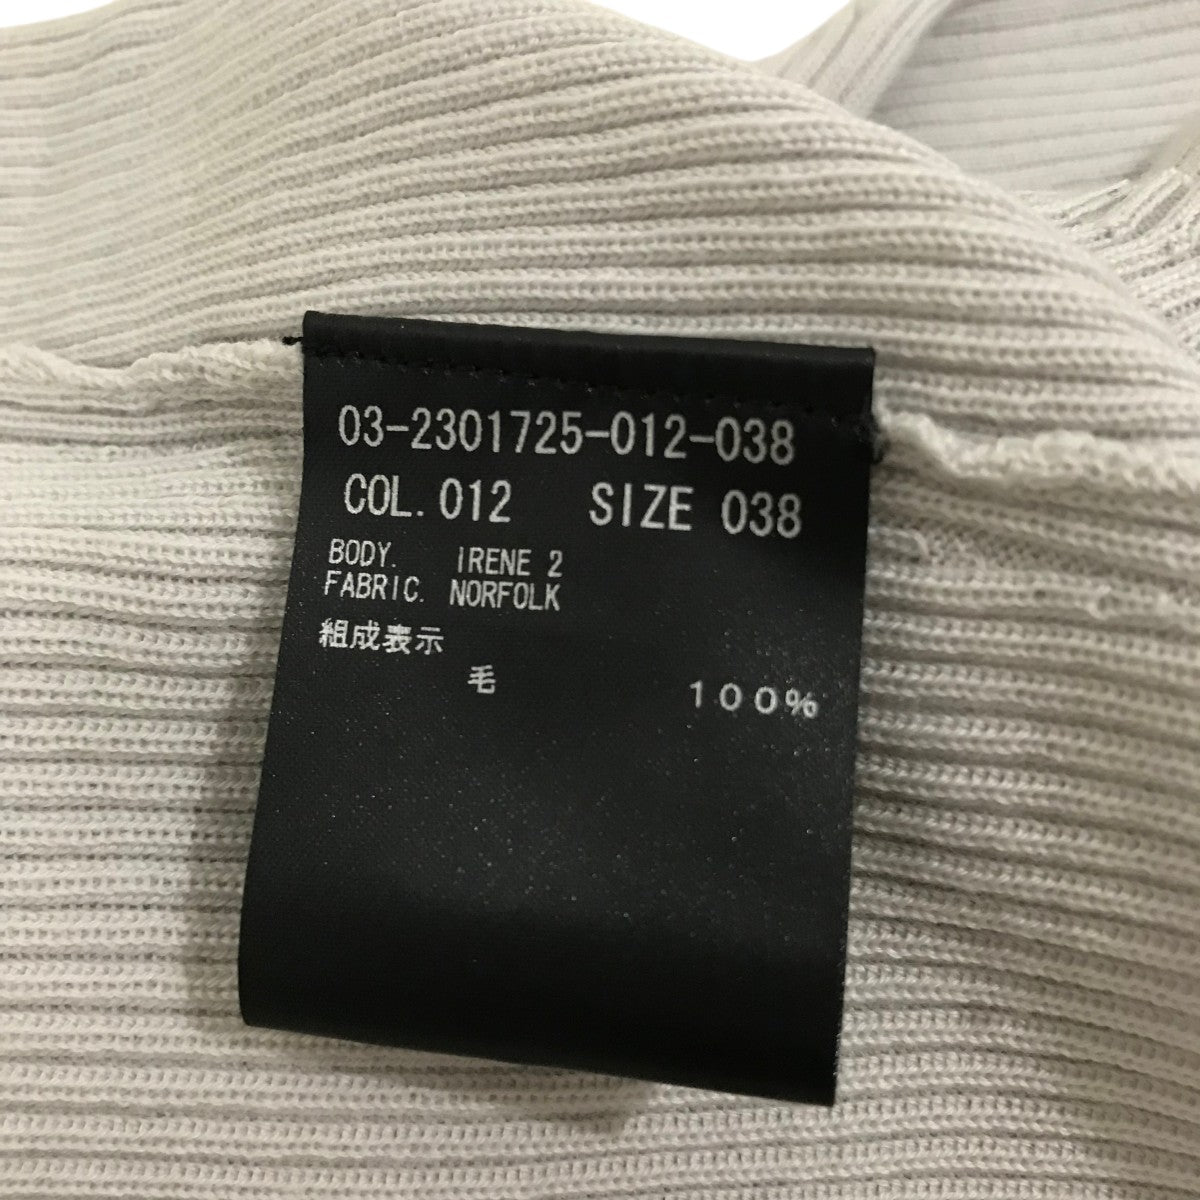 03-2301725-012-038
COL. 012 SIZE 038
BODY. IRENE 2
FABRIC. NORFOLK
組成表示
毛 100%